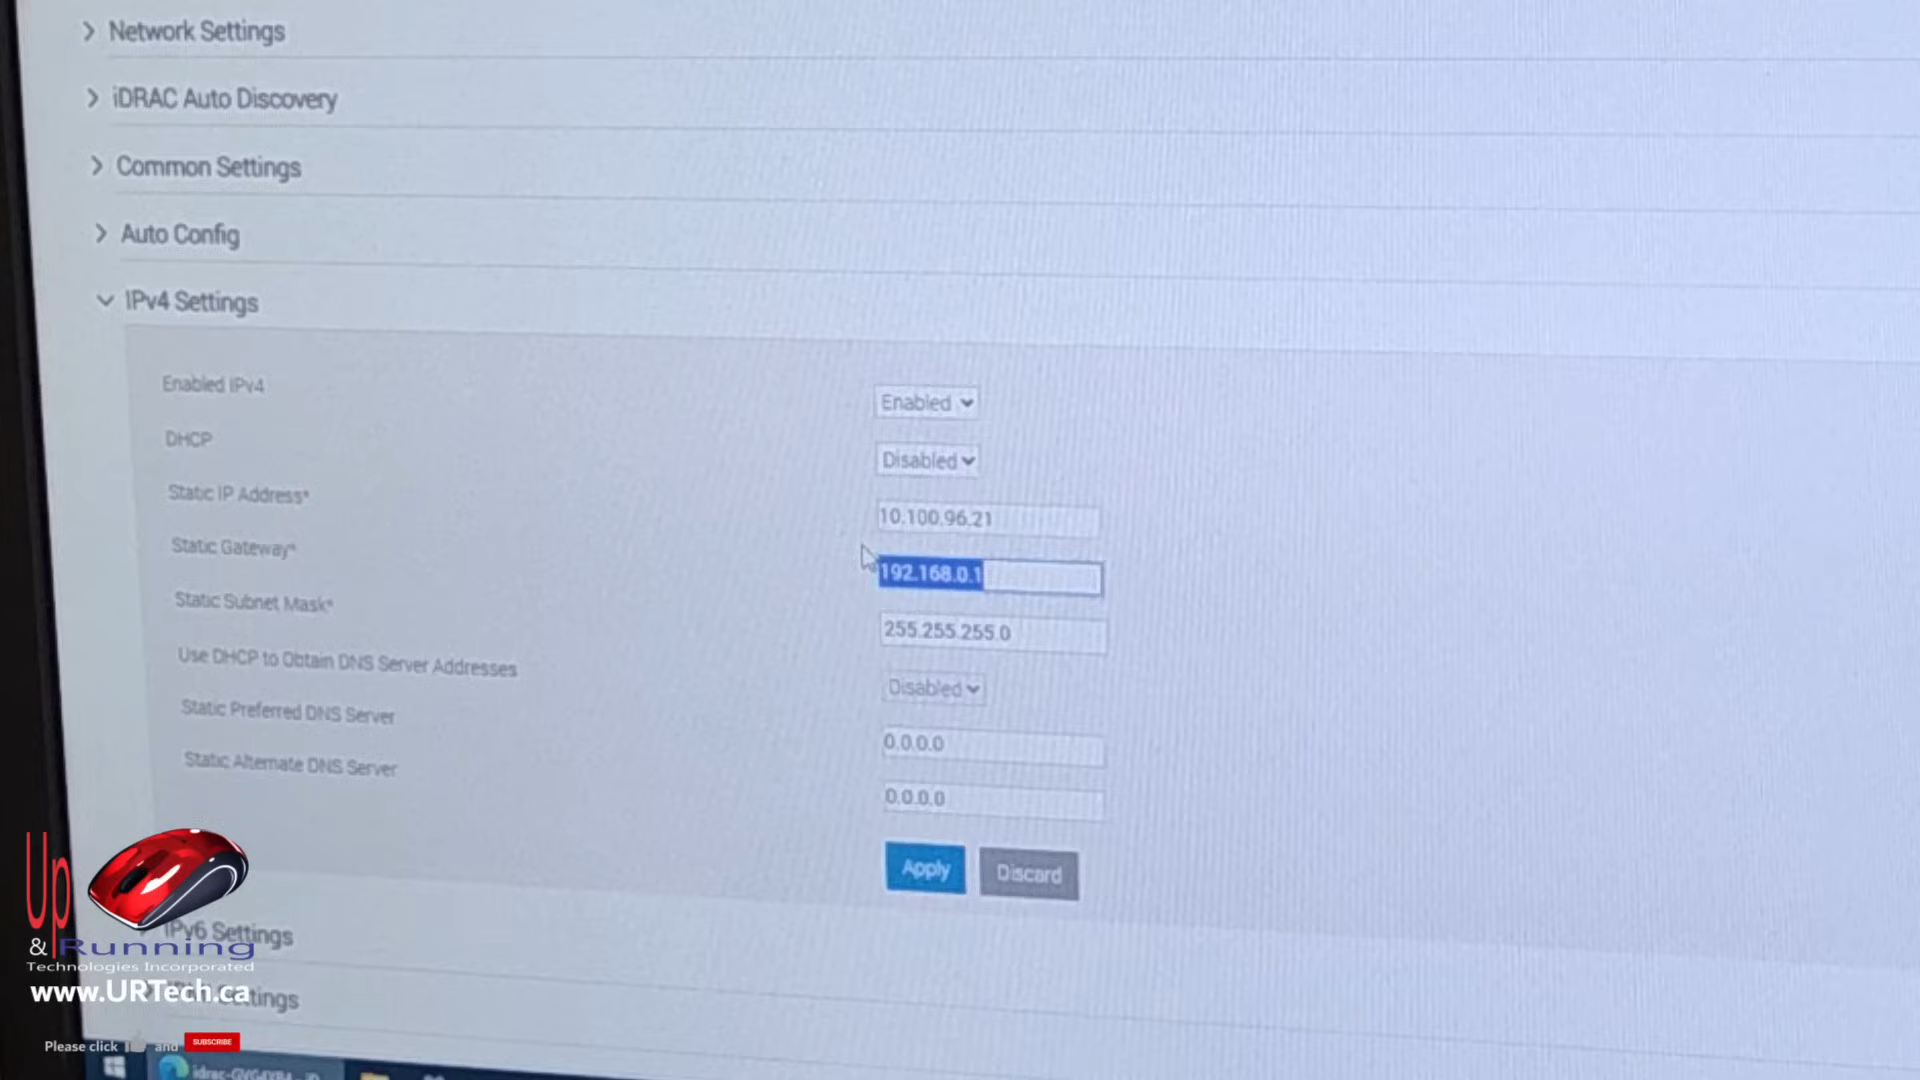 Network Settings
iDRAC Auto Discovery
Common Settings
Auto Config
IPv4 Settings
Enabled IPv4
Enabled
DHCP
Disabled
Static IP Address*
10.100.96.21
Static Gateway*
192.168.0.1
Static Subnet Mask*
255.255.255.0
Use DHCP to Obtain DNS Server Addresses
Disabled
Static Preferred DNS Server
0.0.0.0
Static Alternate DNS Server
0.0.0.0
Apply Discard
IPv6 Settings
Up
& Running
Technologies Incorporated
www.URTech.ca
Please click and SUBSCRIBE